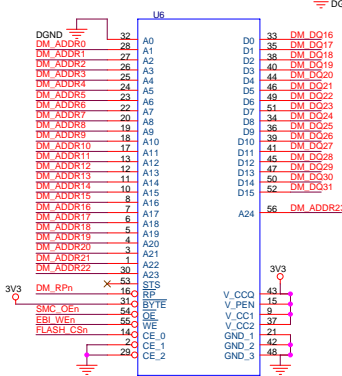 DG
U6
DGND 32 A0 D0 33 DM_DQ16
DM_ADDR0 28 A1 D1 35 DM_DQ17
DM_ADDR1 27 A2 D2 38 DM_DQ18
DM_ADDR2 26 A3 D3 40 DM_DQ19
DM_ADDR3 25 A4 D4 44 DM_DQ20
DM_ADDR4 24 A5 D5 46 DM_DQ21
DM_ADDR5 23 A6 D6 49 DM_DQ22
DM_ADDR6 22 A7 D7 51 DM_DQ23
DM_ADDR7 20 A8 D8 34 DM_DQ24
DM_ADDR8 19 A9 D9 36 DM_DQ25
DM_ADDR9 18 A10 D10 39 DM_DQ26
DM_ADDR10 17 A11 D11 41 DM_DQ27
DM_ADDR11 13 A12 D12 45 DM_DQ28
DM_ADDR12 12 A13 D13 47 DM_DQ29
DM_ADDR13 11 A14 D14 50 DM_DQ30
DM_ADDR14 10 A15 D15 52 DM_DQ31
DM_ADDR15 8 A16
DM_ADDR16 7 A17 A24 56 DM_ADDR23
DM_ADDR17 6 A18
DM_ADDR18 5 A19
DM_ADDR19 4 A20
DM_ADDR20 3 A21
DM_ADDR21 1 A22
DM_ADDR22 30 A23
3V3
53 STS
3V3 DM_RPn 16 RP V_CCQ 43
31 BYTE V_PEN 15
SMC_OEn 54 OE V_CC1 9
EBI_WEn 55 WE V_CC2 37
FLASH_CSn 14 CE_0 GND_1 21
2 CE_1 GND_2 42
29 CE_2 GND_3 48